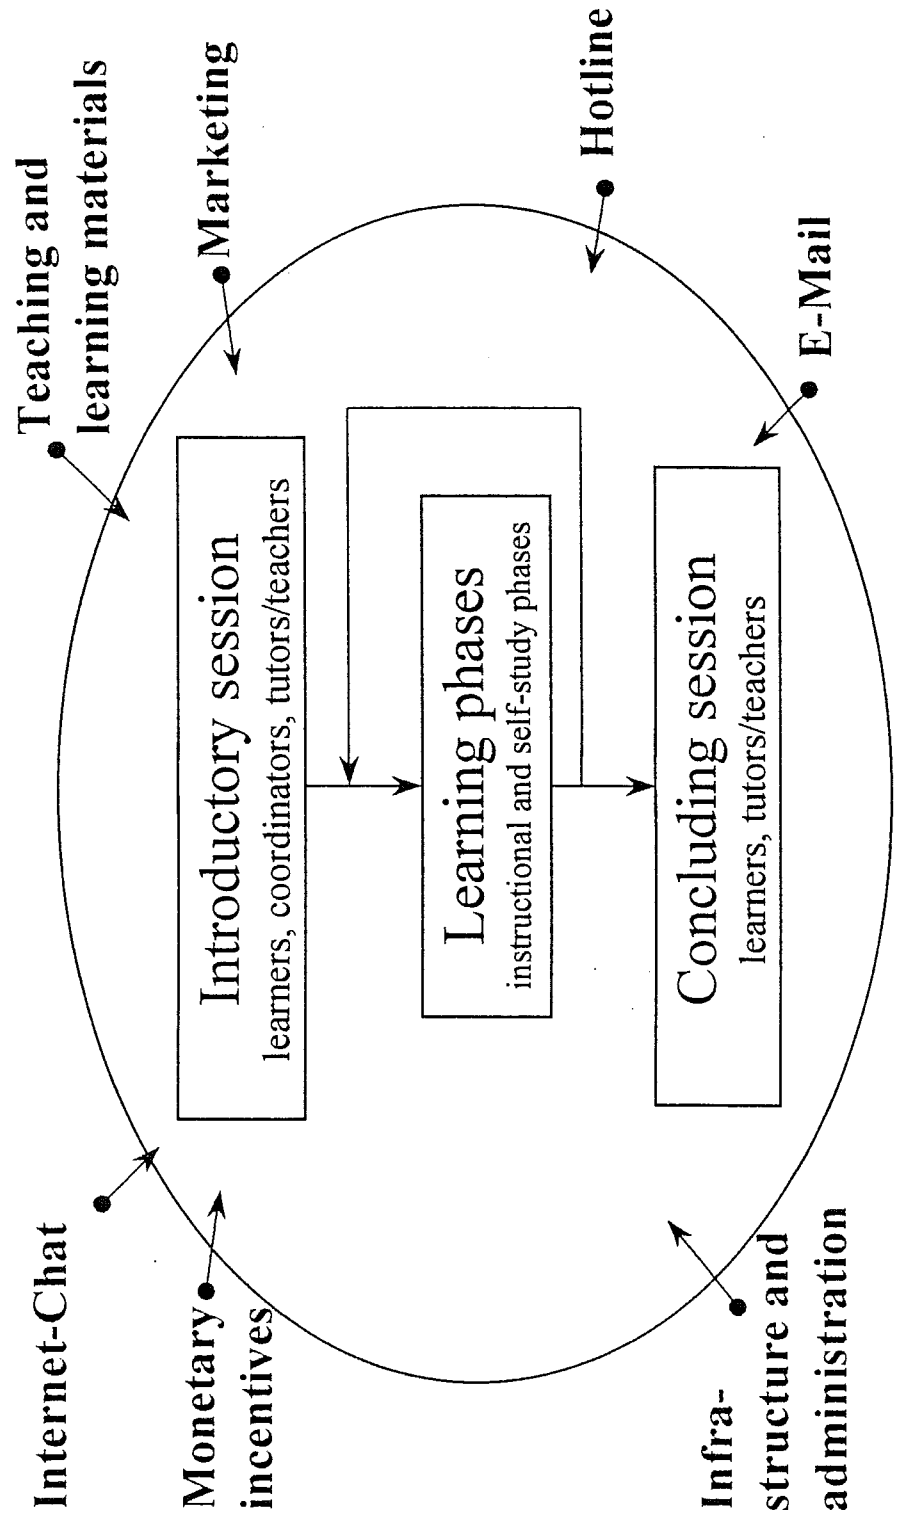 Internet-Chat
Teaching and
learning materials
Monetary
incentives
Marketing
Introductory session
learners, coordinators, tutors/teachers
Learning phases
instructional and self-study phases
Hotline
Concluding session
learners, tutors/teachers
Infra-
structure and
administration
E-Mail